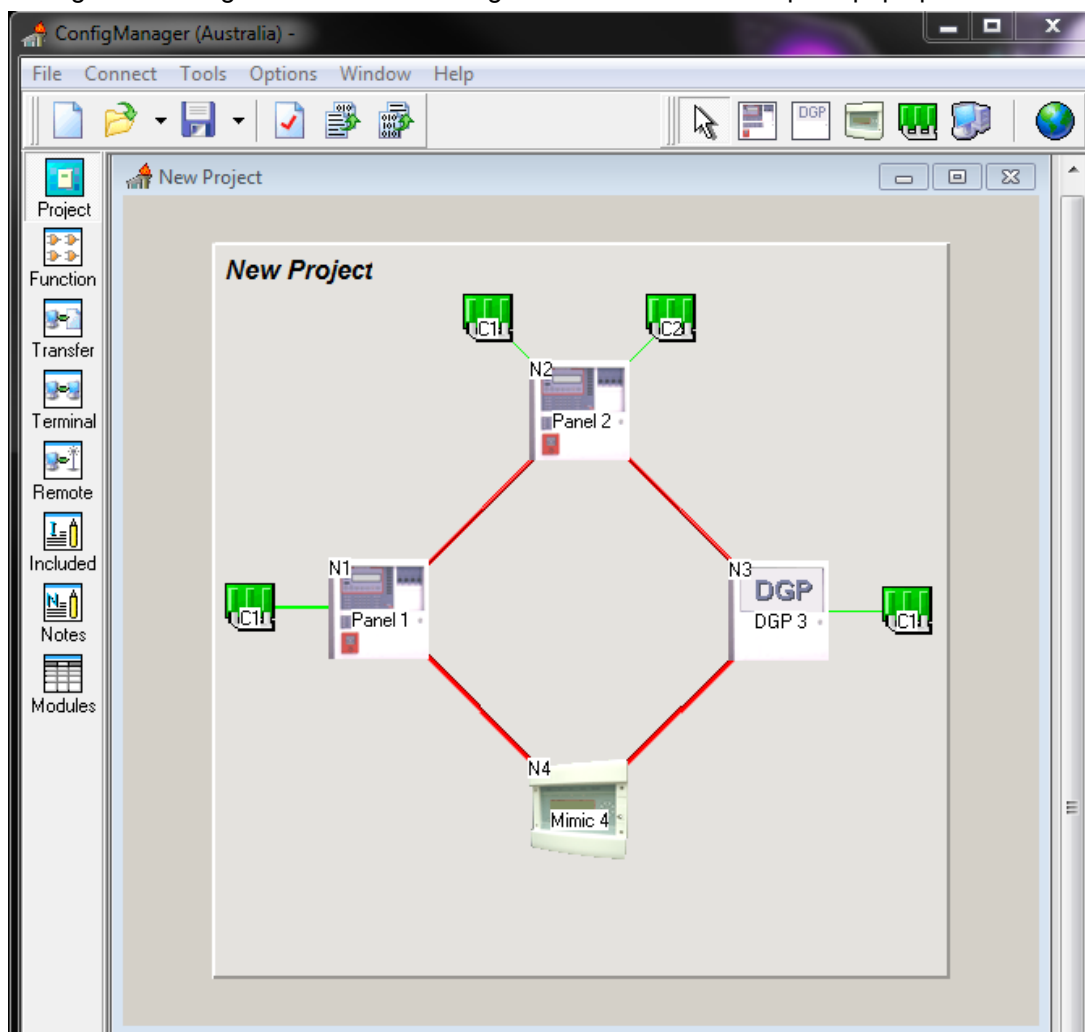 ConfigManager (Australia) -
File Connect Tools Options Window Help
DGP
Project
Function
Transfer
Terminal
Remote
Included
Notes
Modules
New Project
New Project
C1
C2
N2
Panel 2
N1
Panel 1
C1
N3
DGP
DGP 3
C1
N4
Mimic 4